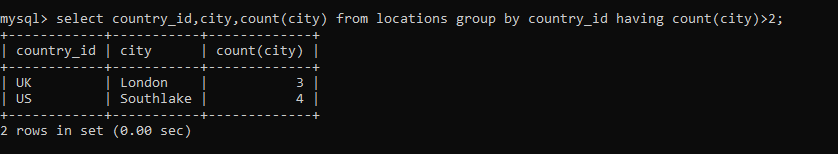 mysql> select country_id,city,count(city) from locations group by country_id having count(city)>2;
+------------+-----------+-------------+
| country_id | city      | count(city) |
+------------+-----------+-------------+
| UK         | London    |           3 |
| US         | Southlake |           4 |
+------------+-----------+-------------+
2 rows in set (0.00 sec)